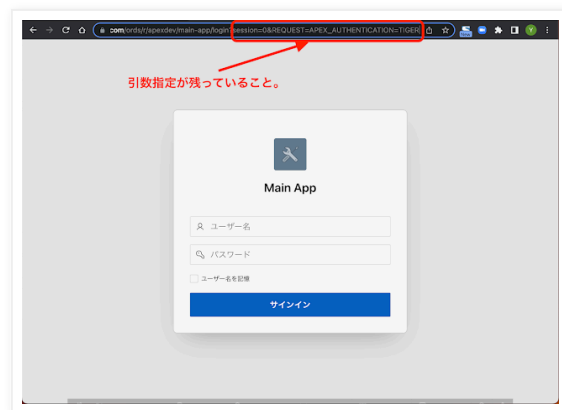 com/ords/r/apexdev/main-app/login?session=0&REQUEST=APEX_AUTHENTICATION=TIGER
引数指定が残っていること。
Main App
ユーザー名
パスワード
ユーザー名を記憶
サインイン